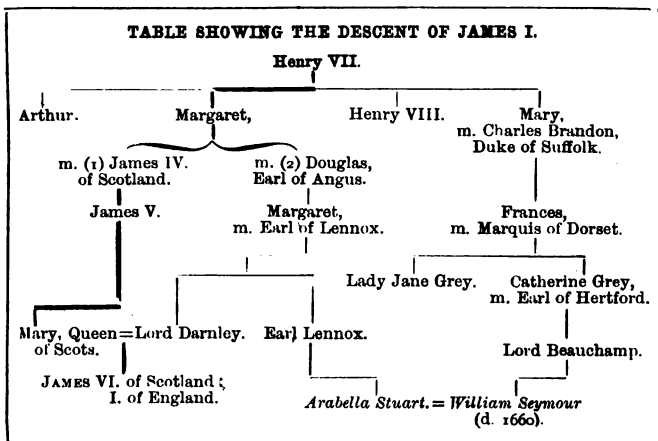 TABLE SHOWING THE DESCENT OF JAMES I.
Henry VII.
Arthur. Margaret, Henry VIII. Mary,
m. Charles Brandon,
Duke of Suffolk.
m. (1) James IV.
of Scotland.
m. (2) Douglas,
Earl of Angus.
James V.
Margaret,
m. Earl of Lennox.
Frances,
m. Marquis of Dorset.
Lady Jane Grey.
Catherine Grey,
m. Earl of Hertford.
Mary, Queen=Lord Darnley.
of Scots.
Earl Lennox.
Lord Beauchamp.
JAMES VI. of Scotland;
I. of England.
Arabella Stuart.=William Seymour
(d. 1660).